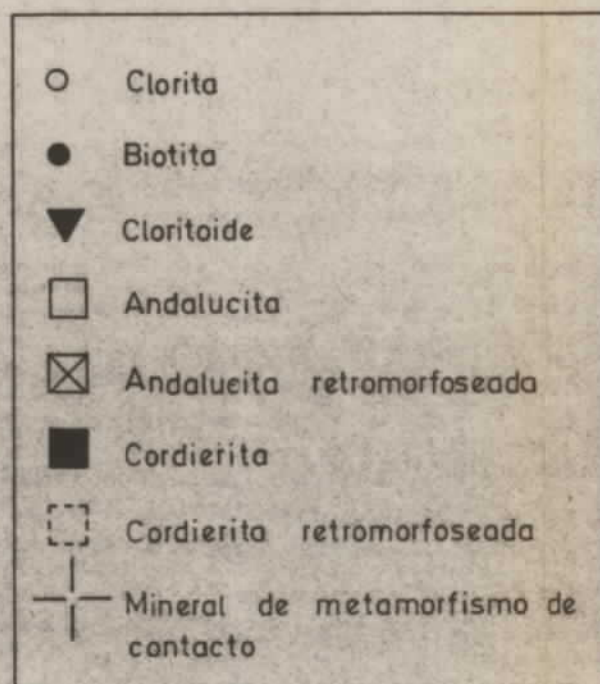 Clorita
Biotita
Cloritoide
Andalucita
Andalucita retromorfoseada
Cordierita
Cordierita retromorfoseada
Mineral de metamorfismo de
contacto